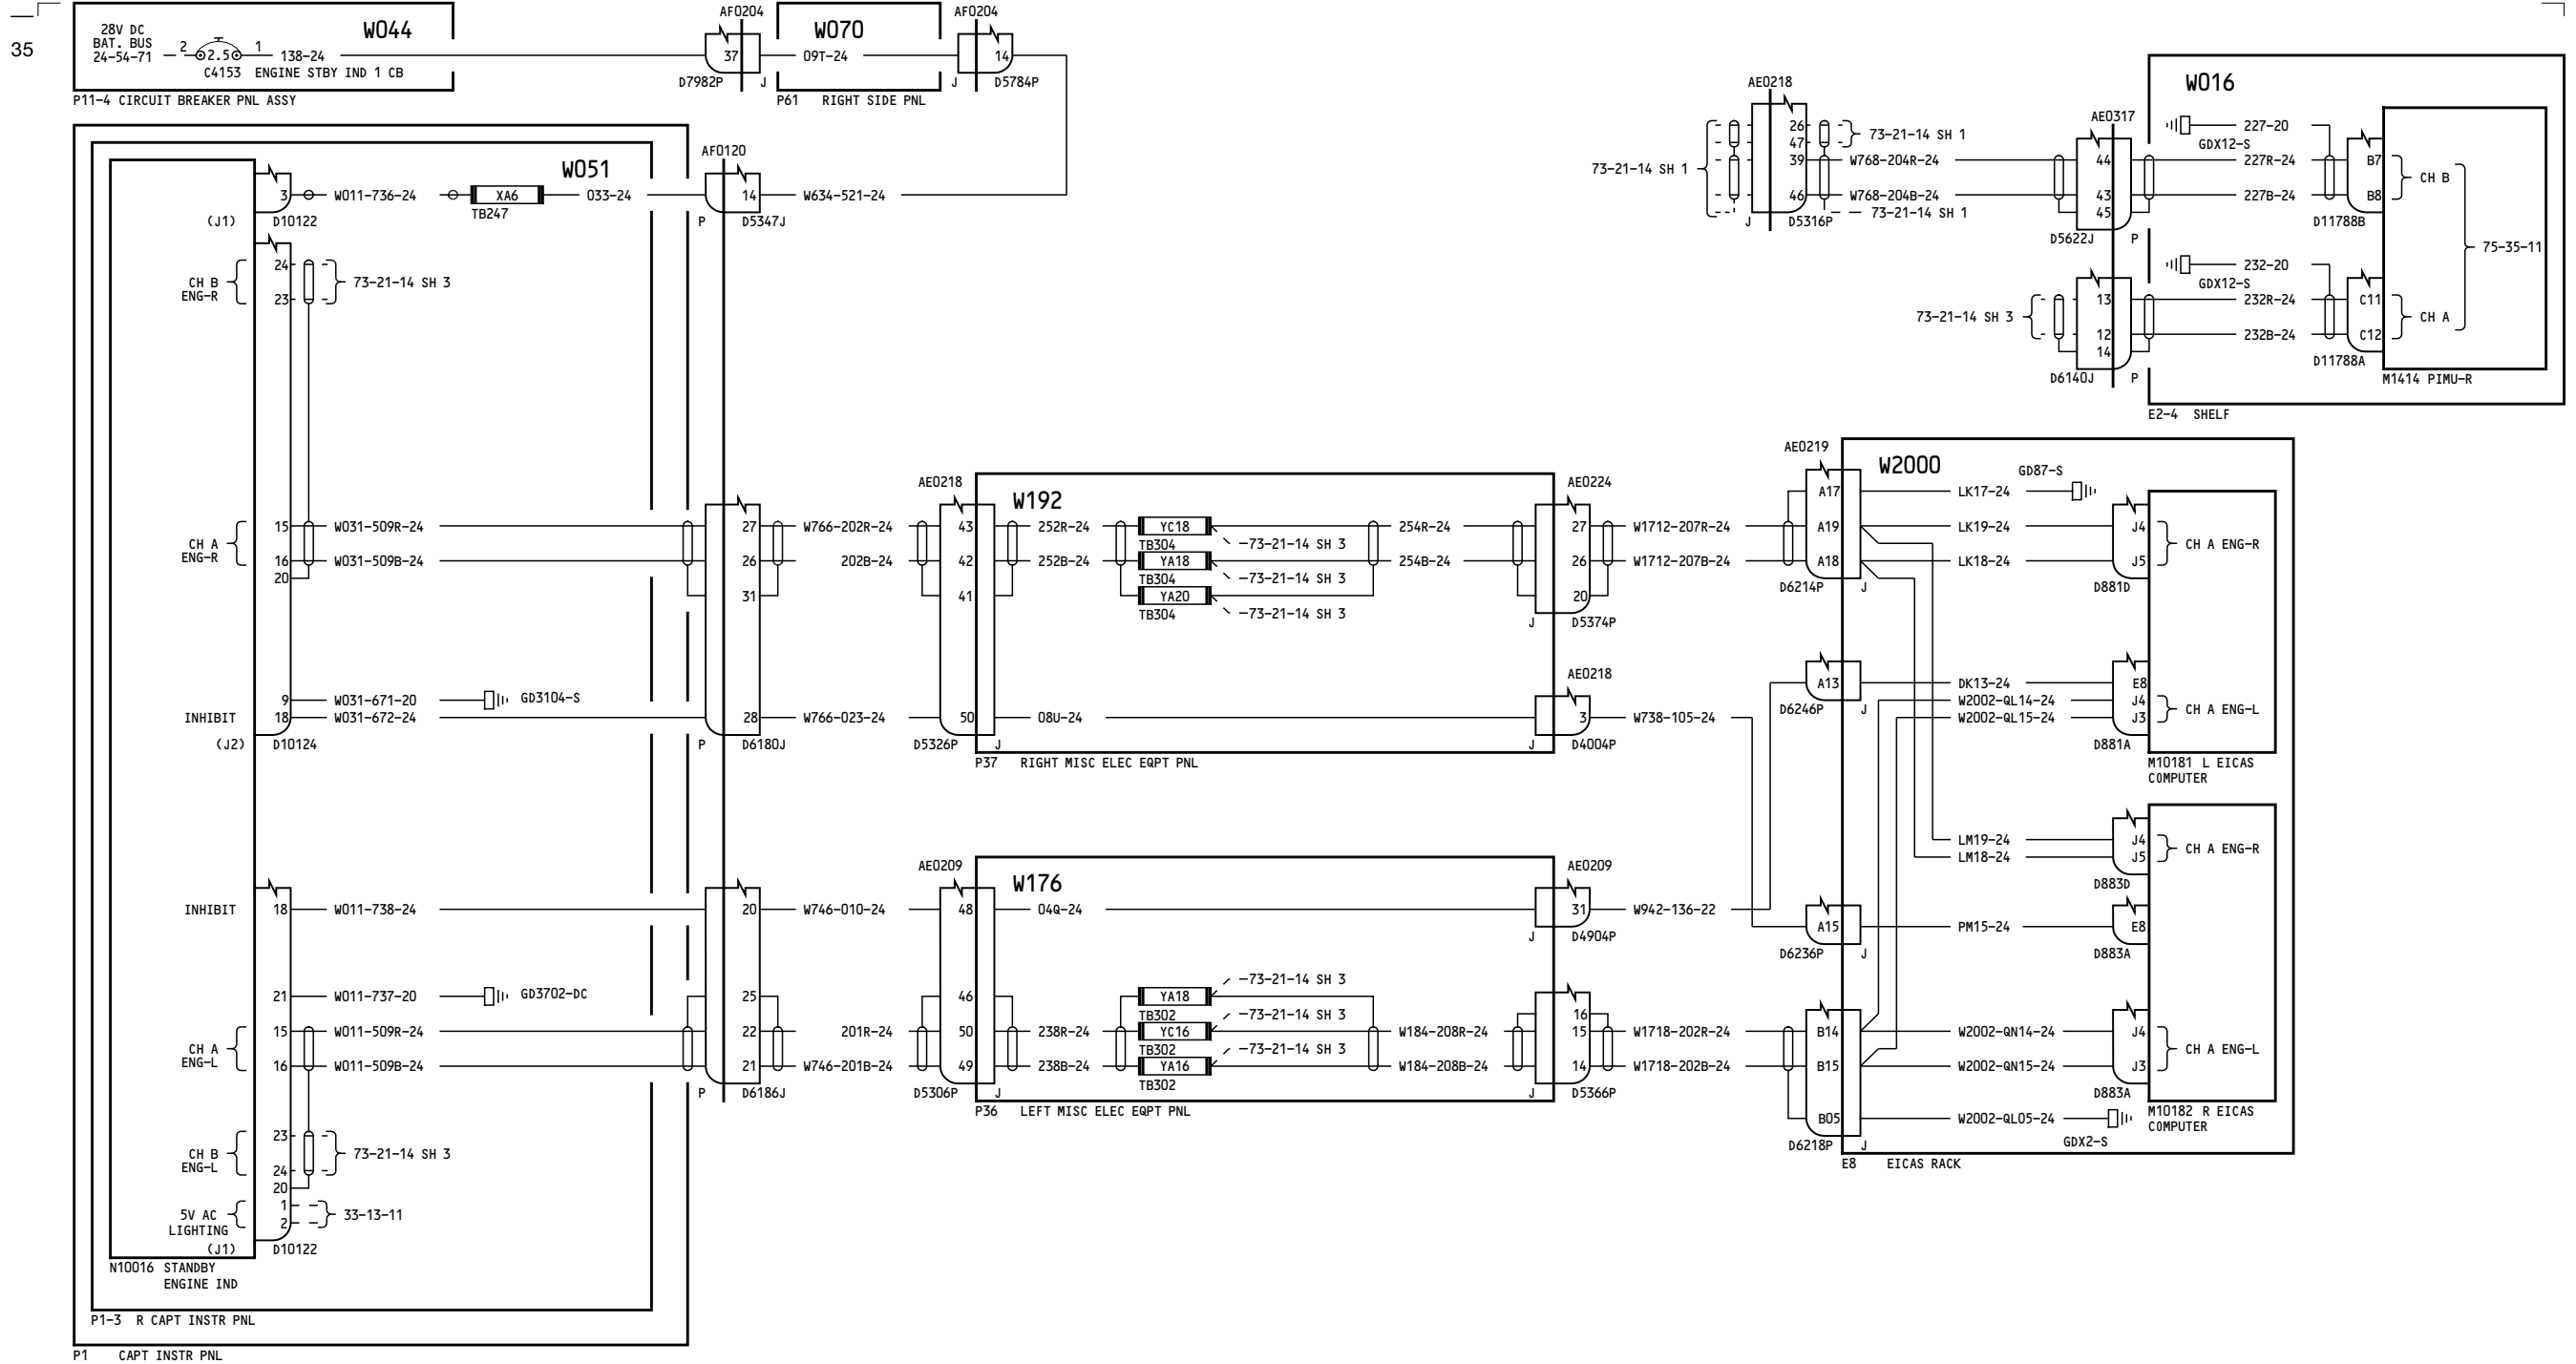 35
28V DC
BAT. BUS
24-54-71
2
2.5
1
138-24
C4153 ENGINE STBY IND 1 CB
W044
P11-4 CIRCUIT BREAKER PNL ASSY
AF0204
37
D7982P
J
W070
09T-24
P61 RIGHT SIDE PNL
AF0204
14
J
D5784P
W051
3
(J1)
D10122
W011-736-24
XA6
TB247
033-24
AF0120
14
P
D5347J
W634-521-24
CH B
ENG-R
24
23
73-21-14 SH 3
CH A
ENG-R
15
16
20
W031-509R-24
W031-509B-24
9
W031-671-20
GD3104-S
INHIBIT
18
W031-672-24
(J2)
D10124
27
26
31
28
P
D6180J
W766-202R-24
202B-24
W766-023-24
AE0218
43
42
41
50
D5326P
J
W192
252R-24
252B-24
YC18
TB304
YA18
TB304
YA20
TB304
73-21-14 SH 3
73-21-14 SH 3
73-21-14 SH 3
254R-24
254B-24
08U-24
P37 RIGHT MISC ELEC EQPT PNL
AE0224
27
26
20
J
D5374P
W1712-207R-24
W1712-207B-24
AE0218
3
J
D4004P
W738-105-24
INHIBIT
18
W011-738-24
21
W011-737-20
GD3702-DC
CH A
ENG-L
15
16
W011-509R-24
W011-509B-24
CH B
ENG-L
23
24
20
73-21-14 SH 3
5V AC
LIGHTING
1
2
33-13-11
(J1)
D10122
N10016 STANDBY
ENGINE IND
P1-3 R CAPT INSTR PNL
P1 CAPT INSTR PNL
20
25
22
21
P
D6186J
W746-010-24
201R-24
W746-201B-24
AE0209
48
46
50
49
D5306P
J
W176
04Q-24
238R-24
238B-24
YA18
TB302
YC16
TB302
YA16
TB302
73-21-14 SH 3
73-21-14 SH 3
73-21-14 SH 3
W184-208R-24
W184-208B-24
P36 LEFT MISC ELEC EQPT PNL
AE0209
31
J
D4904P
W942-136-22
16
15
14
J
D5366P
W1718-202R-24
W1718-202B-24
AE0218
26
47
39
46
J
D5316P
73-21-14 SH 1
73-21-14 SH 1
W768-204R-24
W768-204B-24
73-21-14 SH 1
AE0317
44
43
45
D5622J
P
W016
GDX12-S
227-20
227R-24
227B-24
B7
B8
D11788B
CH B
73-21-14 SH 3
13
12
14
D6140J
P
GDX12-S
232-20
232R-24
232B-24
C11
C12
D11788A
CH A
75-35-11
M1414 PIMU-R
E2-4 SHELF
AE0219
A17
A19
A18
D6214P
J
W2000
LK17-24
GD87-S
LK19-24
LK18-24
J4
J5
D881D
CH A ENG-R
A13
D6246P
J
DK13-24
W2002-QL14-24
W2002-QL15-24
E8
J4
J3
D881A
CH A ENG-L
M10181 L EICAS
COMPUTER
LM19-24
LM18-24
J4
J5
D883D
CH A ENG-R
A15
D6236P
J
PM15-24
E8
D883A
B14
B15
B05
D6218P
J
W2002-QN14-24
W2002-QN15-24
W2002-QL05-24
GDX2-S
J4
J3
D883A
CH A ENG-L
M10182 R EICAS
COMPUTER
E8 EICAS RACK